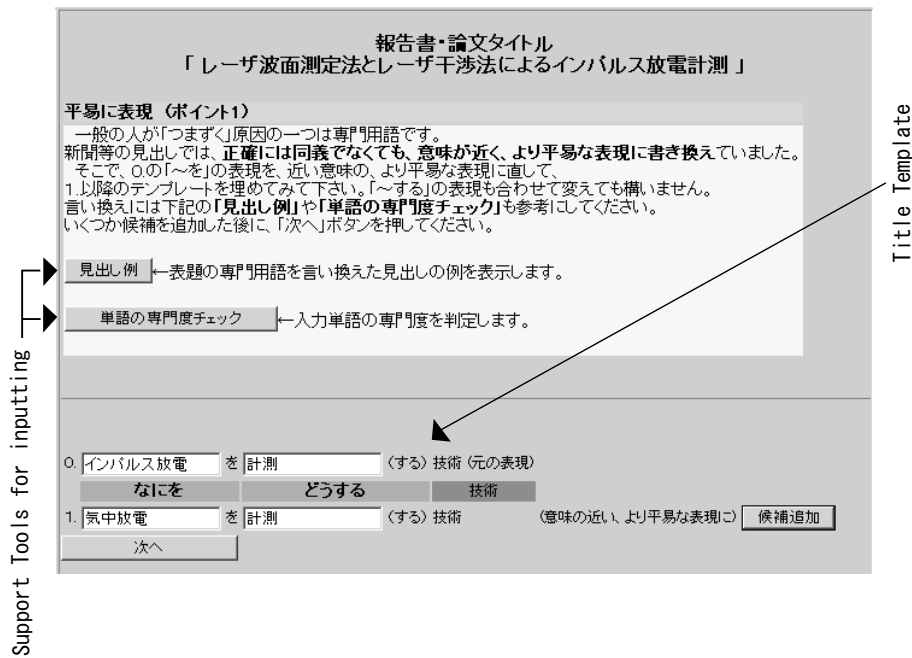 報告書・論文タイトル
「 レーザ波面測定法とレーザ干渉法によるインパルス放電計測 」
平易に表現 (ポイント1)
一般の人が「つまずく」原因の一つは専門用語です。
新聞等の見出しでは、正確には同義でなくても、意味が近く、より平易な表現に書き換えていました。
そこで、0.の「～を」の表現を、近い意味の、より平易な表現に直して、
1.以降のテンプレートを埋めてみて下さい。「～する」の表現も合わせて変えても構いません。
言い換えには下記の「見出し例」や「単語の専門度チェック」も参考にしてください。
いくつか候補を追加した後に、「次へ」ボタンを押してください。
見出し例 ←表題の専門用語を言い換えた見出しの例を表示します。
単語の専門度チェック ←入力単語の専門度を判定します。
0. インパルス放電 を 計測 (する) 技術 (元の表現)
なにを どうする 技術
1. 気中放電 を 計測 (する) 技術 (意味の近い、より平易な表現に) 候補追加
次へ
Support Tools for inputting
Title Template